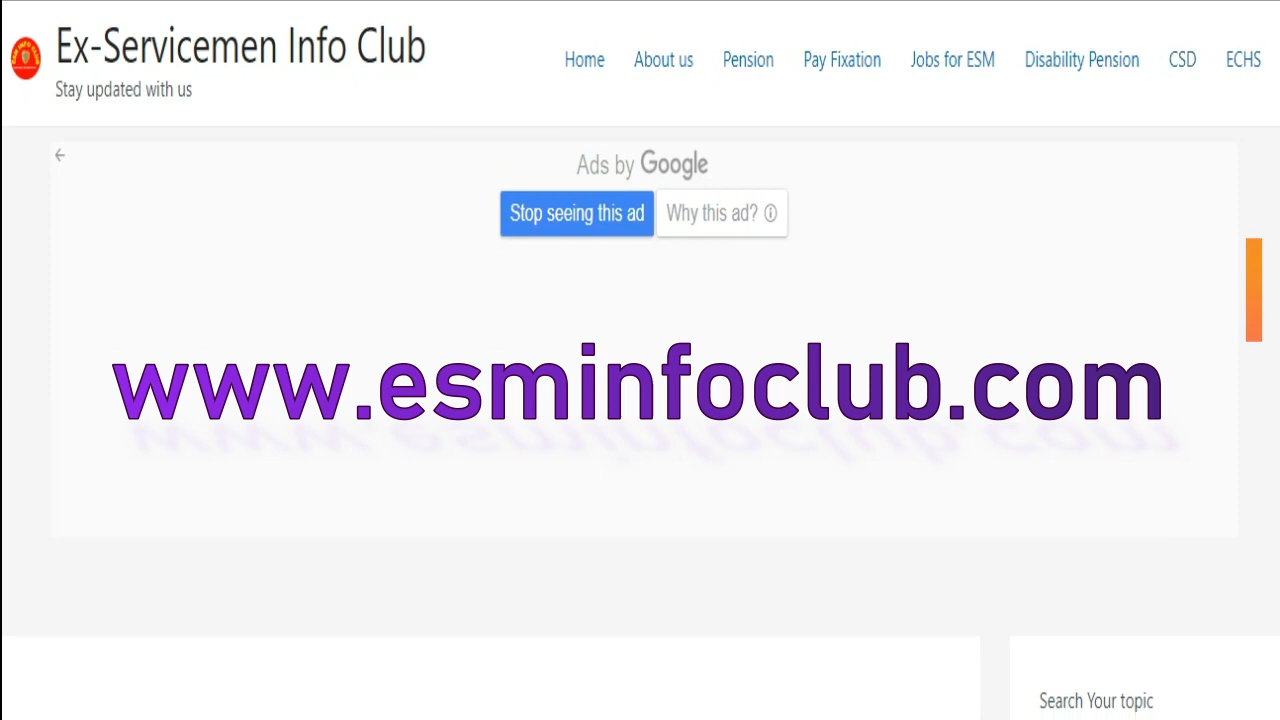 Ex-Servicemen Info Club
Stay updated with us
Home About us Pension Pay Fixation Jobs for ESM Disability Pension CSD ECHS
Ads by Google
Stop seeing this ad Why this ad?
www.esminfoclub.com
Search Your topic